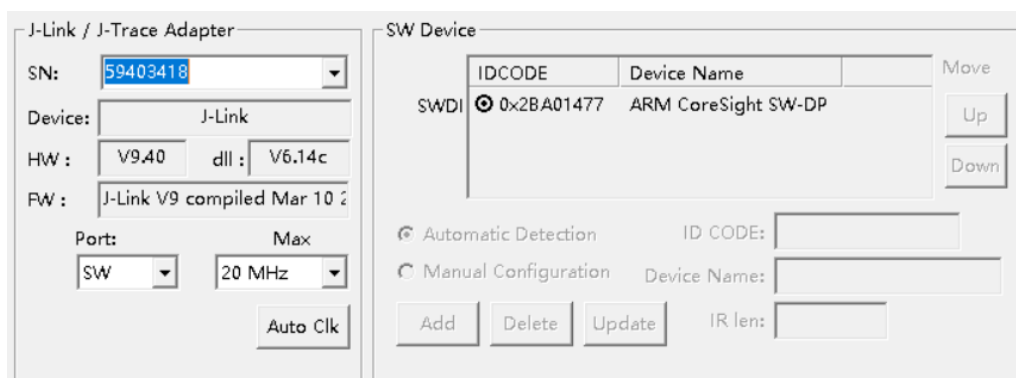 J-Link / J-Trace Adapter
SN: 59403418
Device: J-Link
HW : V9.40 dll : V6.14c
FW : J-Link V9 compiled Mar 10 2
Port: Max
SW 20 MHz
Auto Clk
SW Device
IDCODE Device Name
SWDI 0x2BA01477 ARM CoreSight SW-DP
Move
Up
Down
Automatic Detection ID CODE:
Manual Configuration Device Name:
Add Delete Update IR len: